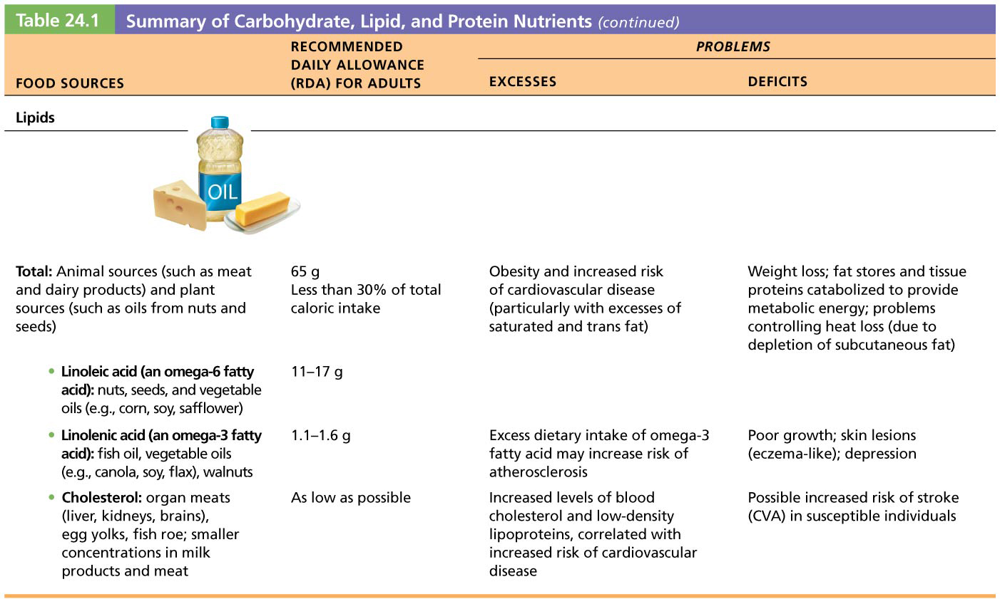 Table 24.1 Summary of Carbohydrate, Lipid, and Protein Nutrients (continued)
FOOD SOURCES
RECOMMENDED
DAILY ALLOWANCE
(RDA) FOR ADULTS
PROBLEMS
EXCESSES
DEFICITS
Lipids
OIL
Total: Animal sources (such as meat
and dairy products) and plant
sources (such as oils from nuts and
seeds)
65 g
Less than 30% of total
caloric intake
Obesity and increased risk
of cardiovascular disease
(particularly with excesses of
saturated and trans fat)
Weight loss; fat stores and tissue
proteins catabolized to provide
metabolic energy; problems
controlling heat loss (due to
depletion of subcutaneous fat)
• Linoleic acid (an omega-6 fatty
acid): nuts, seeds, and vegetable
oils (e.g., corn, soy, safflower)
11–17 g
• Linolenic acid (an omega-3 fatty
acid): fish oil, vegetable oils
(e.g., canola, soy, flax), walnuts
1.1–1.6 g
Excess dietary intake of omega-3
fatty acid may increase risk of
atherosclerosis
Poor growth; skin lesions
(eczema-like); depression
• Cholesterol: organ meats
(liver, kidneys, brains),
egg yolks, fish roe; smaller
concentrations in milk
products and meat
As low as possible
Increased levels of blood
cholesterol and low-density
lipoproteins, correlated with
increased risk of cardiovascular
disease
Possible increased risk of stroke
(CVA) in susceptible individuals